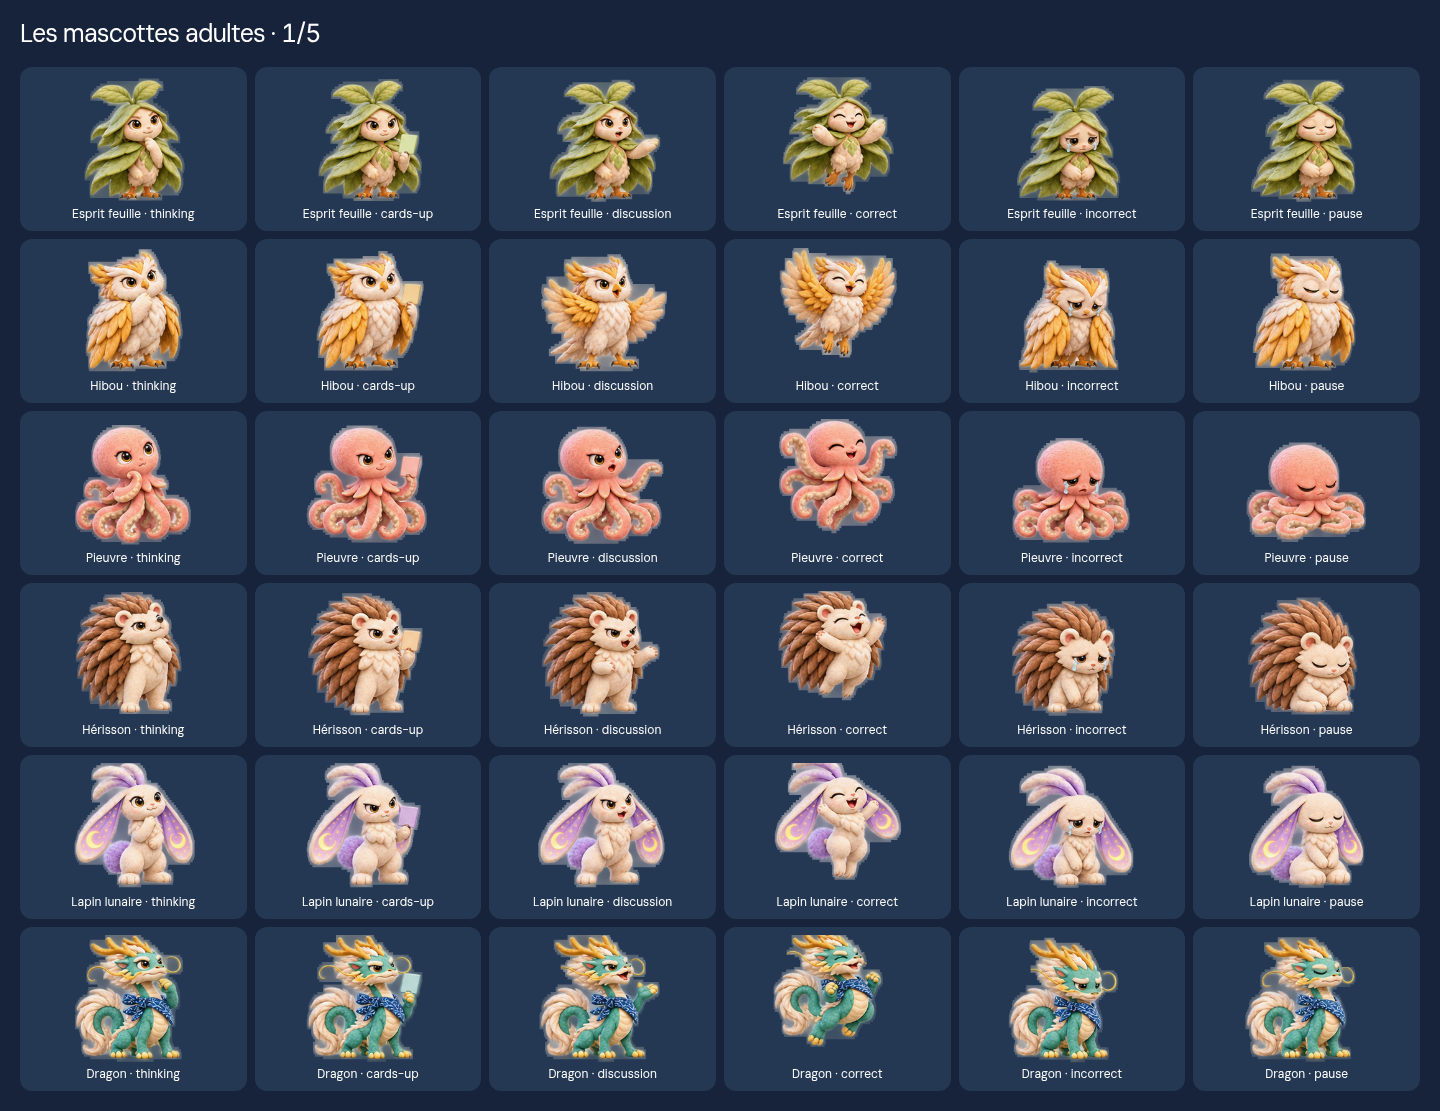 Les mascottes adultes · 1/5
Esprit feuille · thinking
Esprit feuille · cards-up
Esprit feuille · discussion
Esprit feuille · correct
Esprit feuille · incorrect
Esprit feuille · pause
Hibou · thinking
Hibou · cards-up
Hibou · discussion
Hibou · correct
Hibou · incorrect
Hibou · pause
Pieuvre · thinking
Pieuvre · cards-up
Pieuvre · discussion
Pieuvre · correct
Pieuvre · incorrect
Pieuvre · pause
Hérisson · thinking
Hérisson · cards-up
Hérisson · discussion
Hérisson · correct
Hérisson · incorrect
Hérisson · pause
Lapin lunaire · thinking
Lapin lunaire · cards-up
Lapin lunaire · discussion
Lapin lunaire · correct
Lapin lunaire · incorrect
Lapin lunaire · pause
Dragon · thinking
Dragon · cards-up
Dragon · discussion
Dragon · correct
Dragon · incorrect
Dragon · pause